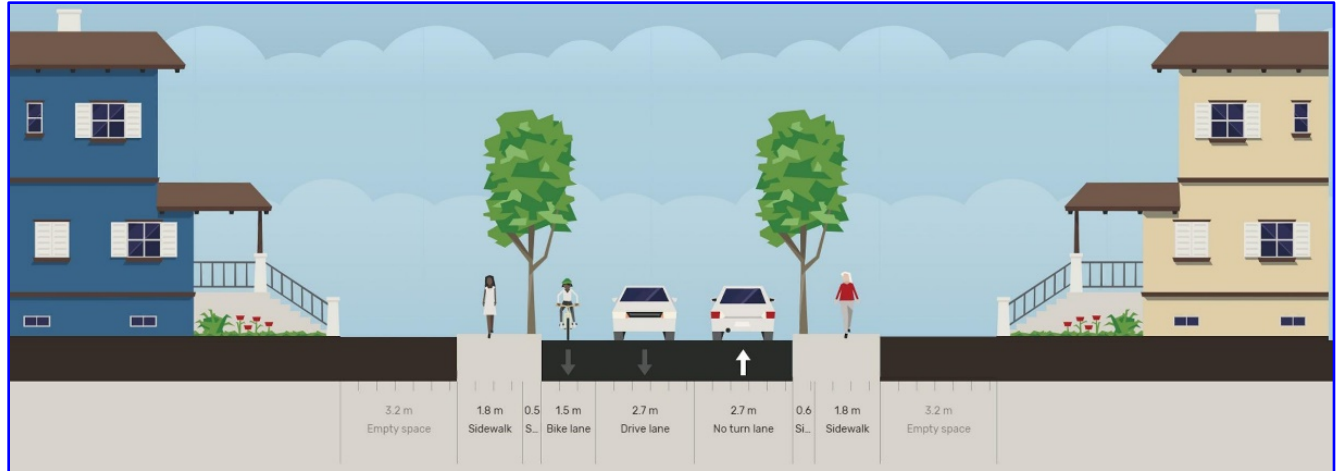 3.2 m
Empty space
1.8 m
Sidewalk
0.5
S...
1.5 m
Bike lane
2.7 m
Drive lane
2.7 m
No turn lane
0.6
Si...
1.8 m
Sidewalk
3.2 m
Empty space